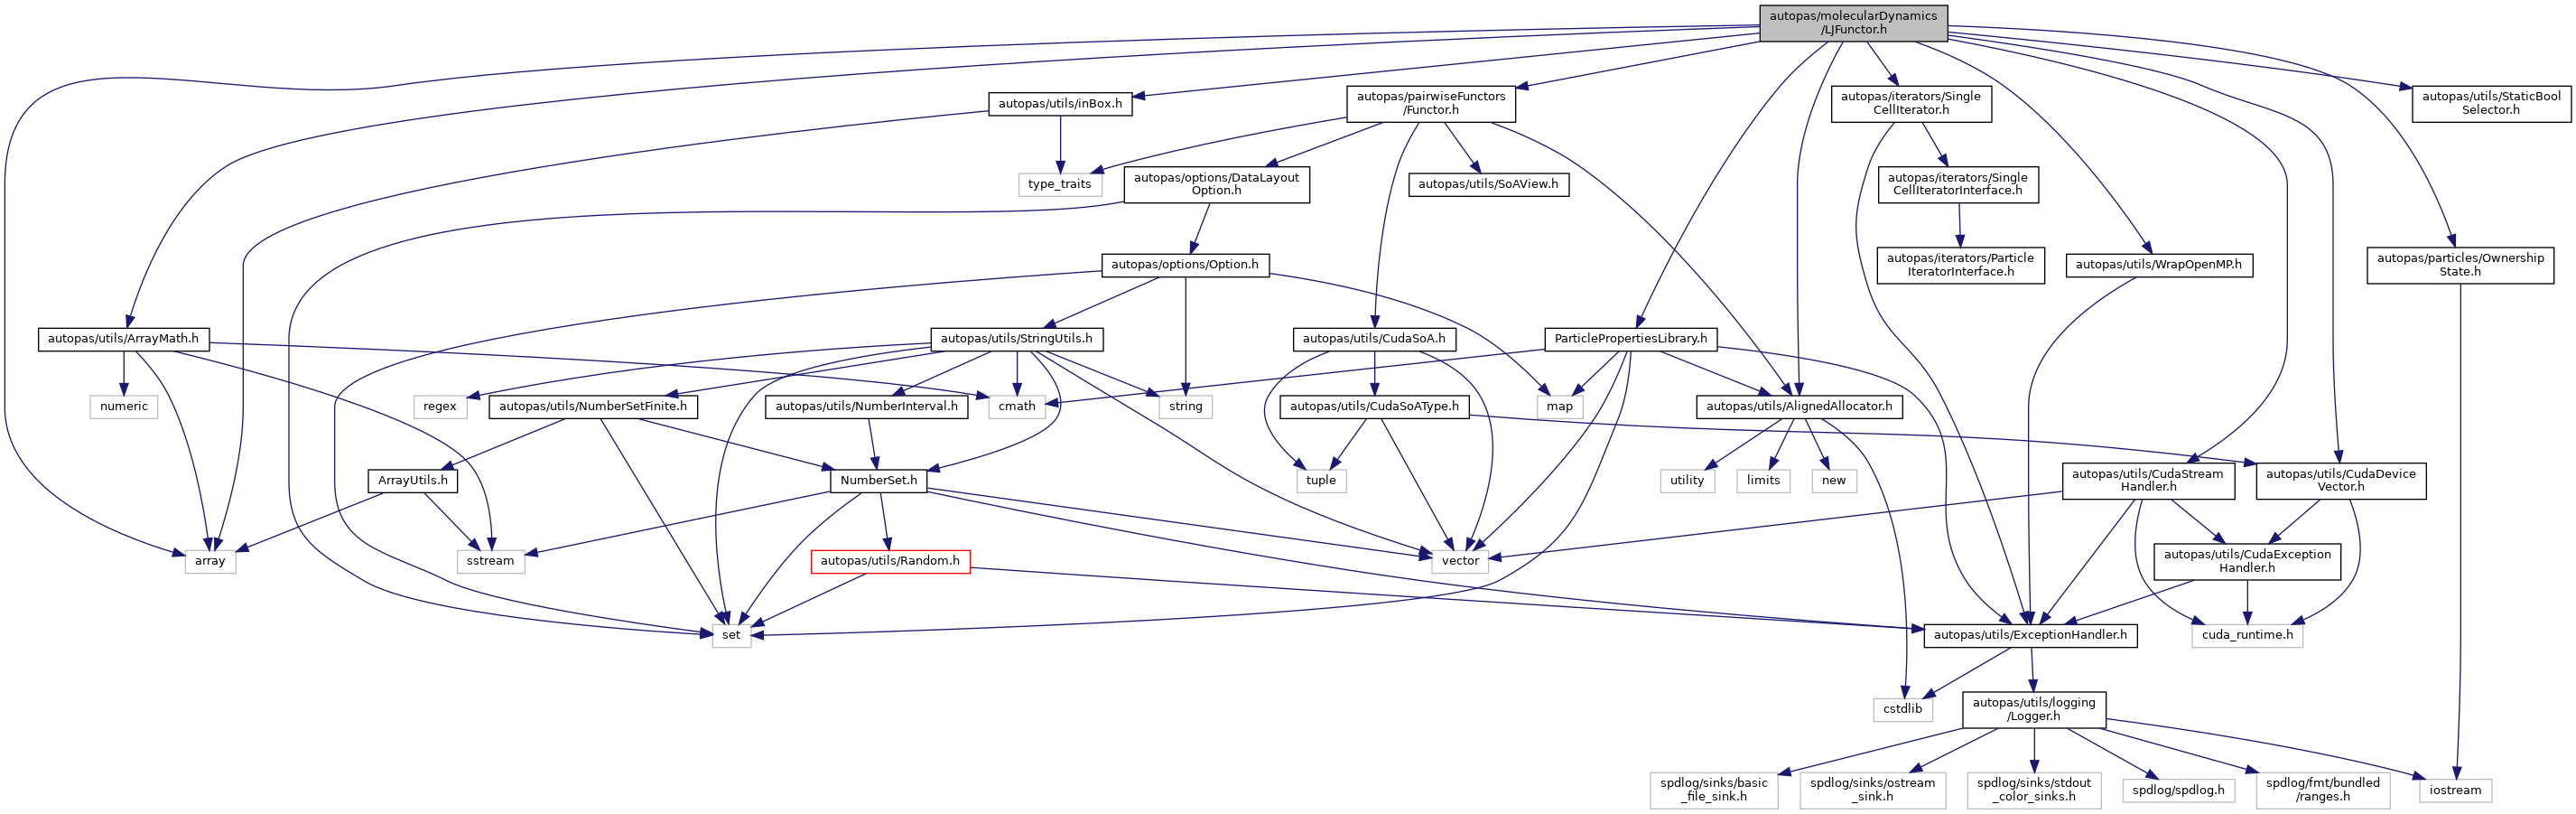 autopas/molecularDynamics
/LJFunctor.h
autopas/utils/inBox.h
autopas/pairwiseFunctors
/Functor.h
autopas/iterators/Single
CellIterator.h
autopas/utils/StaticBool
Selector.h
type_traits
autopas/options/DataLayout
Option.h
autopas/utils/SoAView.h
autopas/iterators/Single
CellIteratorInterface.h
autopas/options/Option.h
autopas/iterators/Particle
IteratorInterface.h
autopas/utils/WrapOpenMP.h
autopas/particles/Ownership
State.h
autopas/utils/ArrayMath.h
autopas/utils/StringUtils.h
autopas/utils/CudaSoA.h
ParticlePropertiesLibrary.h
numeric
regex
autopas/utils/NumberSetFinite.h
autopas/utils/NumberInterval.h
cmath
string
autopas/utils/CudaSoAType.h
map
autopas/utils/AlignedAllocator.h
ArrayUtils.h
NumberSet.h
tuple
utility
limits
new
autopas/utils/CudaStream
Handler.h
autopas/utils/CudaDevice
Vector.h
array
sstream
autopas/utils/Random.h
vector
autopas/utils/CudaException
Handler.h
set
autopas/utils/ExceptionHandler.h
cuda_runtime.h
cstdlib
autopas/utils/logging
/Logger.h
spdlog/sinks/basic
_file_sink.h
spdlog/sinks/ostream
_sink.h
spdlog/sinks/stdout
_color_sinks.h
spdlog/spdlog.h
spdlog/fmt/bundled
/ranges.h
iostream